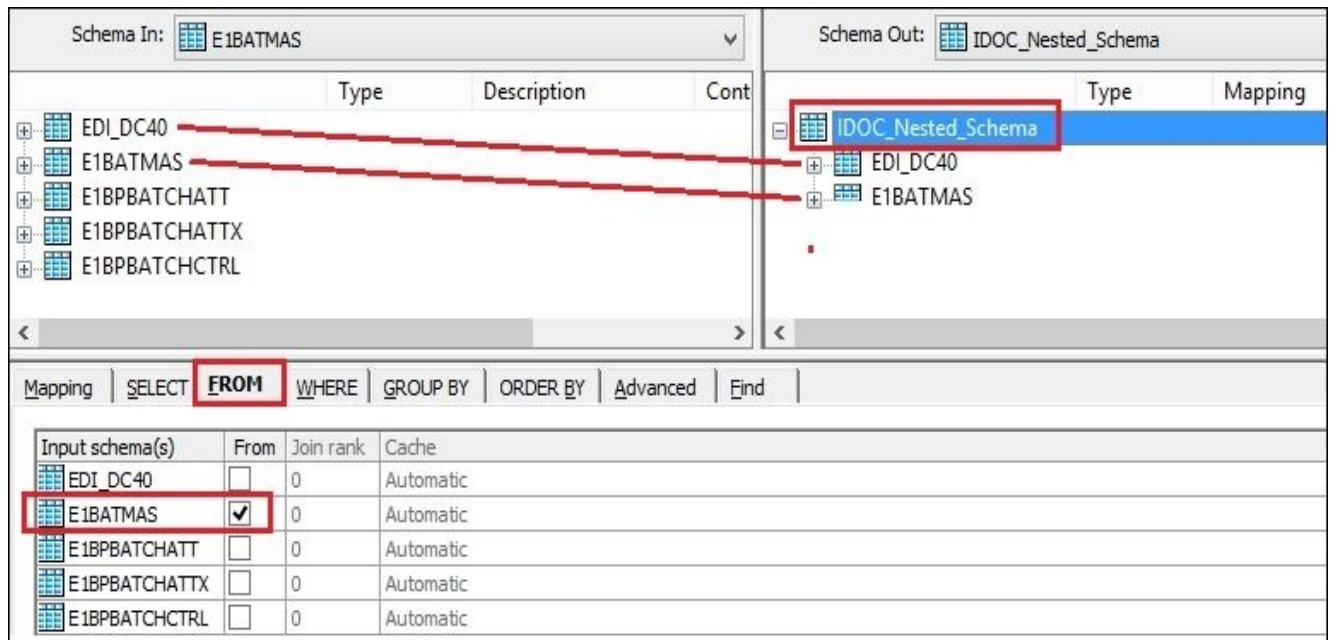 Schema In: E1BATMAS
Type Description Cont
EDI_DC40
E1BATMAS
E1BPBATCHATT
E1BPBATCHATTX
E1BPBATCHCTRL
Schema Out: IDOC_Nested_Schema
Type Mapping
IDOC_Nested_Schema
EDI_DC40
E1BATMAS
Mapping SELECT FROM WHERE GROUP BY ORDER BY Advanced Find
Input schema(s) From Join rank Cache
EDI_DC40 0 Automatic
E1BATMAS 0 Automatic
E1BPBATCHATT 0 Automatic
E1BPBATCHATTX 0 Automatic
E1BPBATCHCTRL 0 Automatic